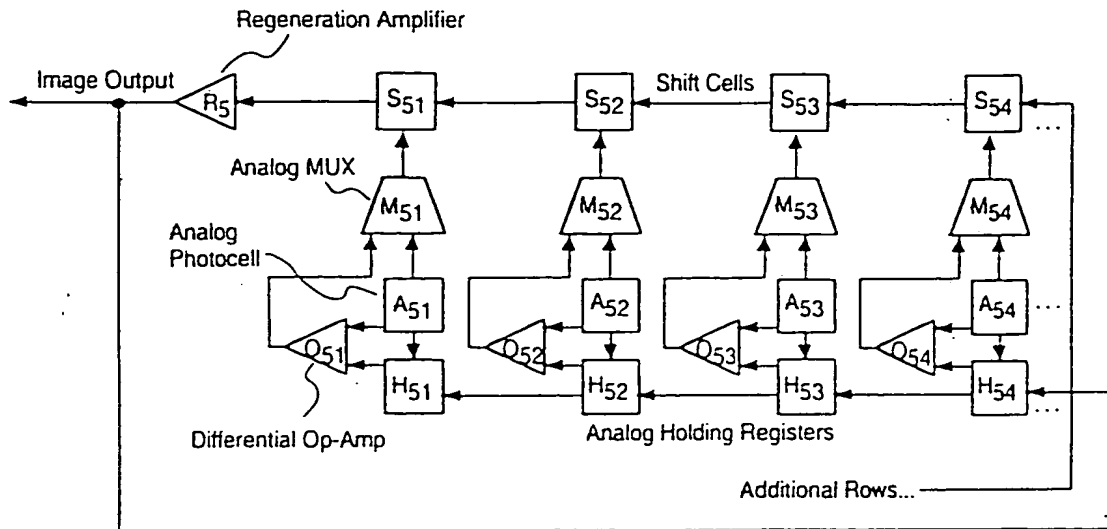 Regeneration Amplifier
Image Output
R5
S51
S52
Shift Cells
S53
S54
...
Analog MUX
M51
M52
M53
M54
Analog Photocell
A51
A52
A53
A54
...
O51
O52
O53
O54
H51
H52
H53
H54
...
Differential Op-Amp
Analog Holding Registers
Additional Rows...